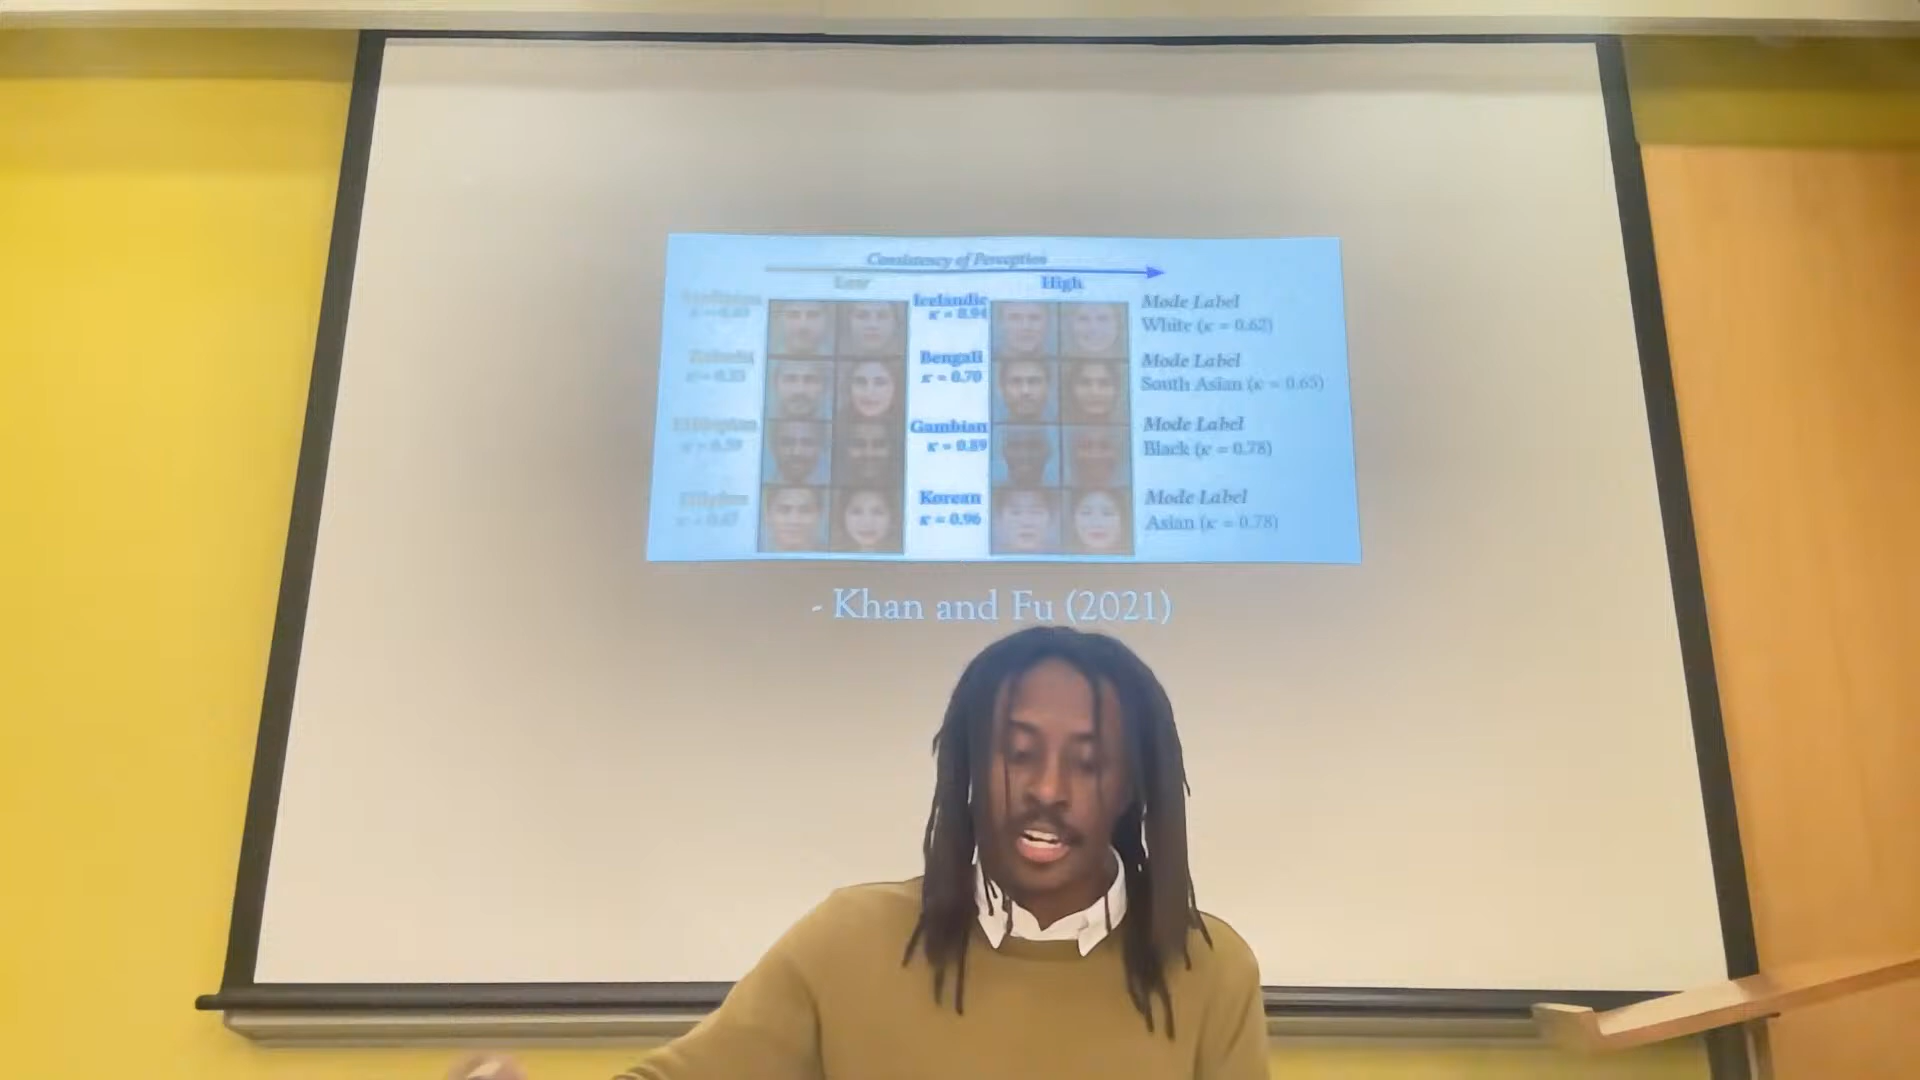 Consistency of Perception
Low High
Icelandic
κ = 0.94
Mode Label
White (κ = 0.62)
Bengali
κ = 0.70
Mode Label
South Asian (κ = 0.65)
Gambian
κ = 0.89
Mode Label
Black (κ = 0.78)
Korean
κ = 0.96
Mode Label
Asian (κ = 0.78)
- Khan and Fu (2021)